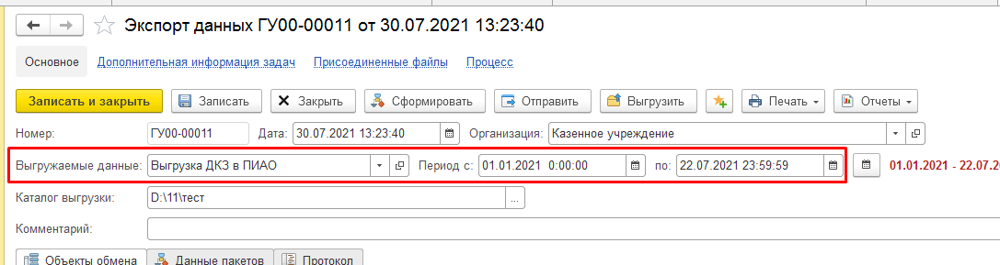 Экспорт данных ГУ00-00011 от 30.07.2021 13:23:40
Основное Дополнительная информация задач Присоединенные файлы Процесс
Записать и закрыть Записать Закрыть Сформировать Отправить Выгрузить Печать Отчеты
Номер: ГУ00-00011 Дата: 30.07.2021 13:23:40 Организация: Казенное учреждение
Выгружаемые данные: Выгрузка ДКЗ в ПИАО Период с: 01.01.2021 0:00:00 по: 22.07.2021 23:59:59 01.01.2021 - 22.07.2
Каталог выгрузки: D:\11\тест ...
Комментарий:
Объекты обмена Данные пакетов Протокол